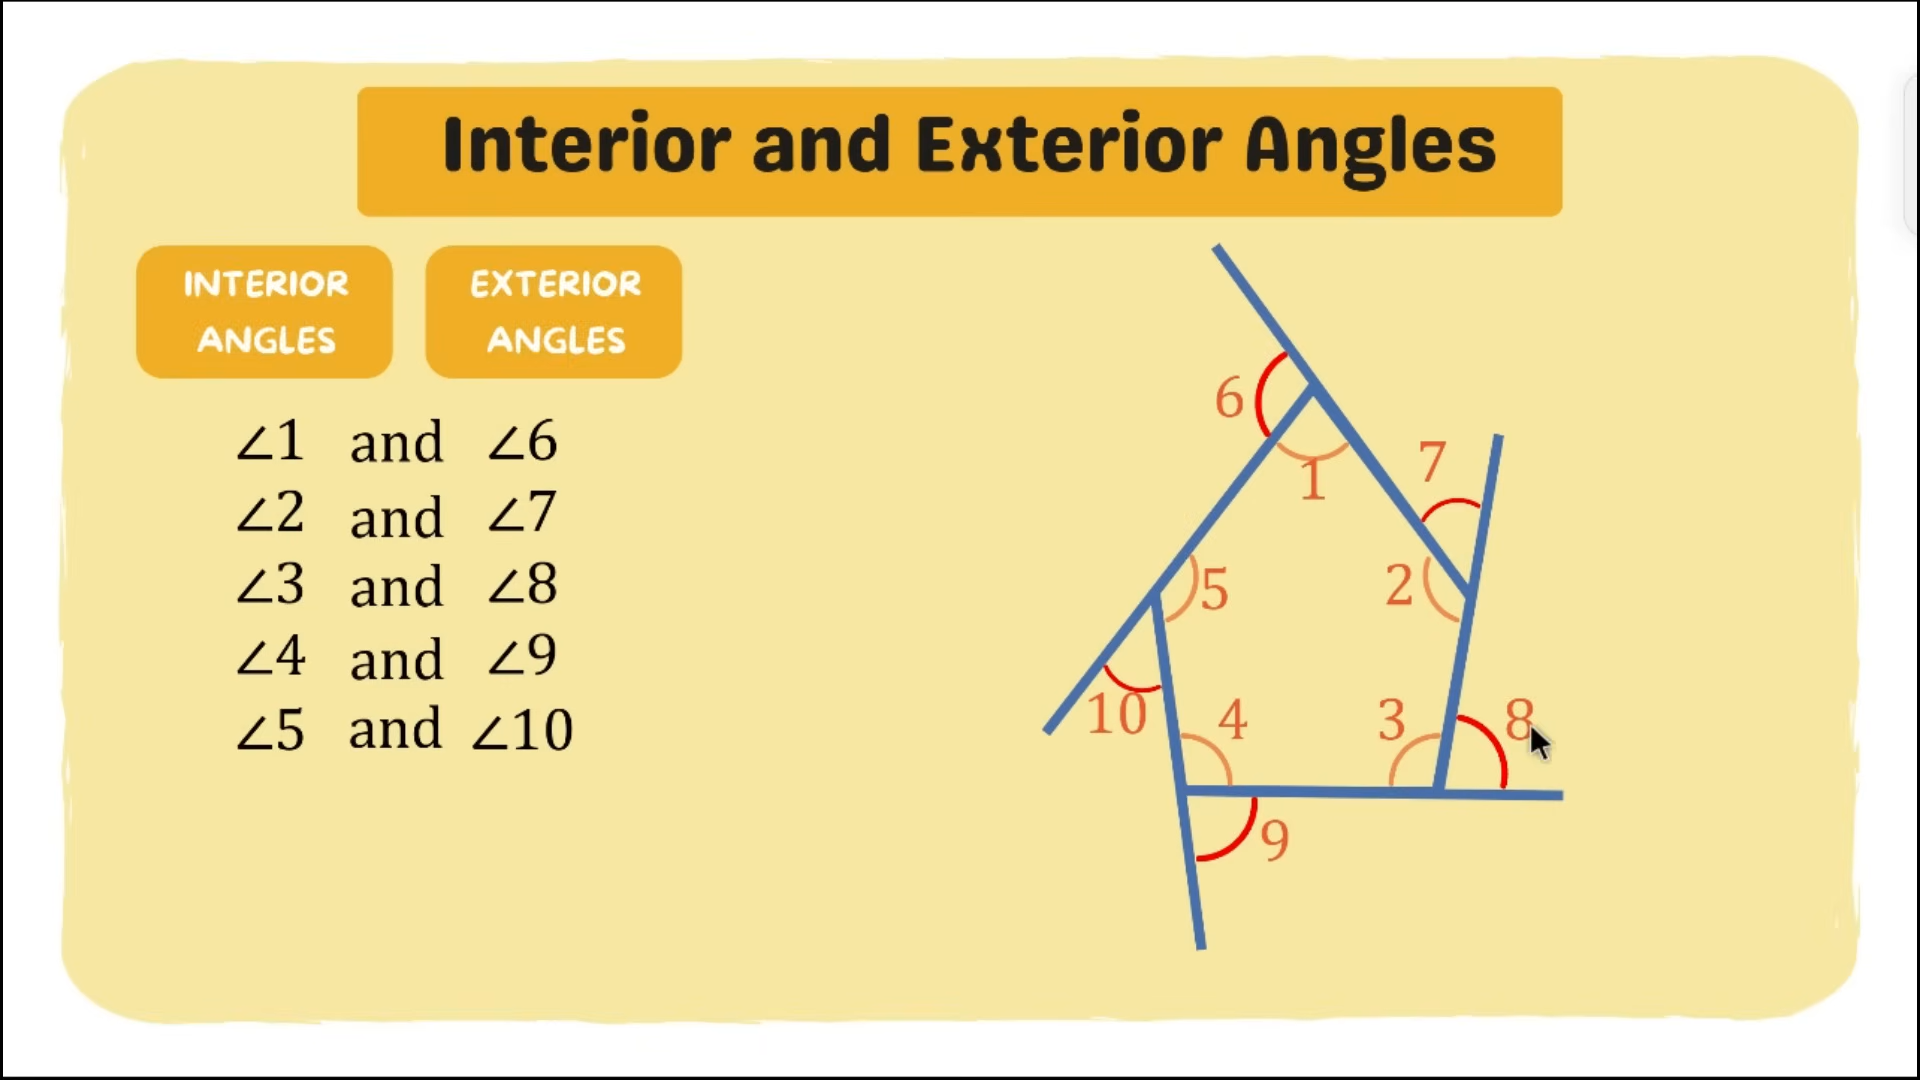 Interior and Exterior Angles
INTERIOR
ANGLES
EXTERIOR
ANGLES
∠1 and ∠6
∠2 and ∠7
∠3 and ∠8
∠4 and ∠9
∠5 and ∠10
6
1
7
5
2
10
4
3
8
9